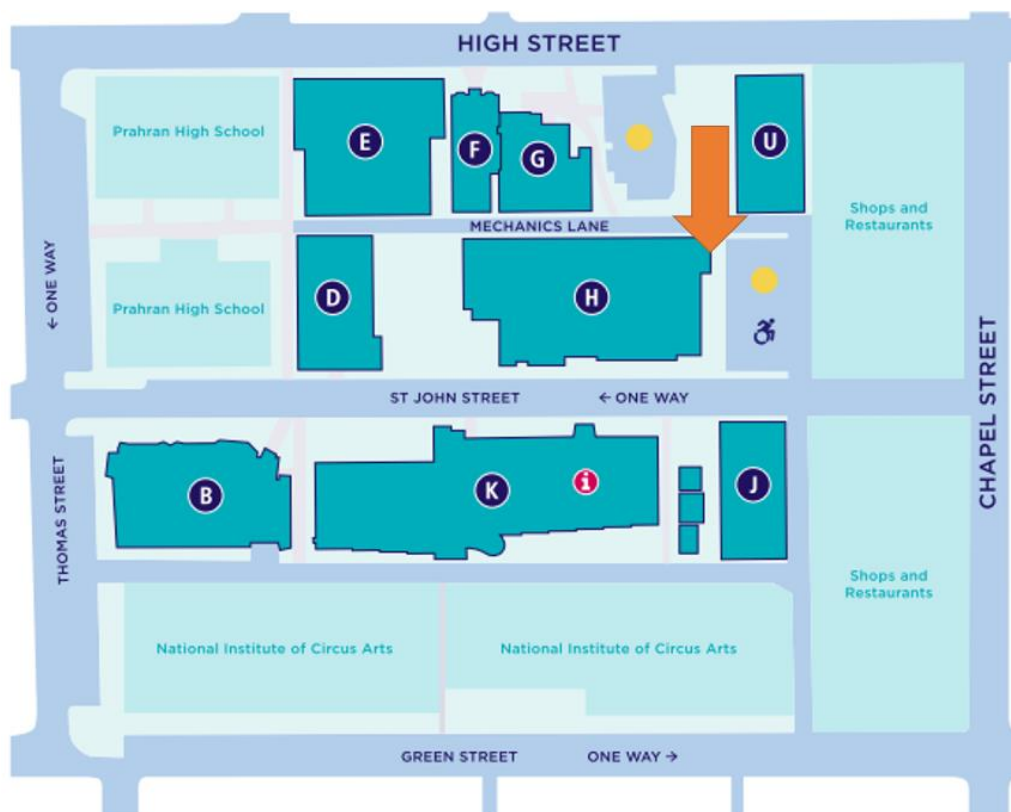 HIGH STREET
Prahran High School
E
F
G
U
Shops and
Restaurants
MECHANICS LANE
← ONE WAY
Prahran High School
D
H
CHAPEL STREET
ST JOHN STREET
← ONE WAY
THOMAS STREET
B
K
i
J
Shops and
Restaurants
National Institute of Circus Arts
National Institute of Circus Arts
GREEN STREET
ONE WAY →